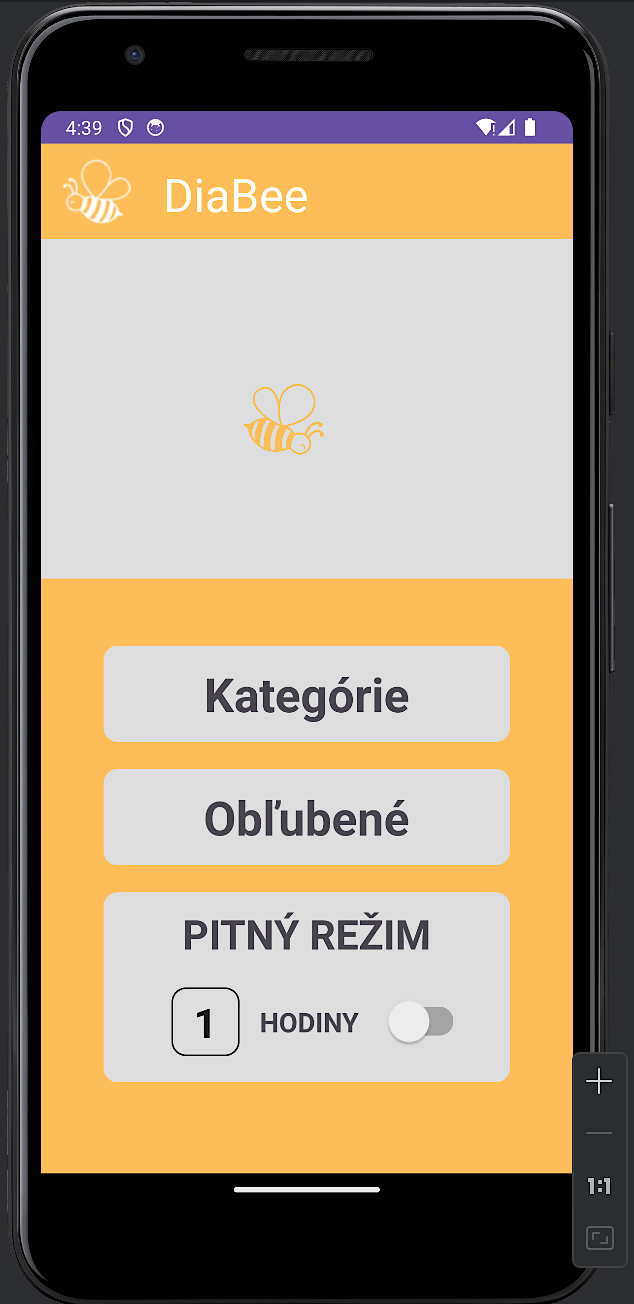 4:39
DiaBee
Kategórie
Obľubené
PITNÝ REŽIM
1 HODINY
1:1